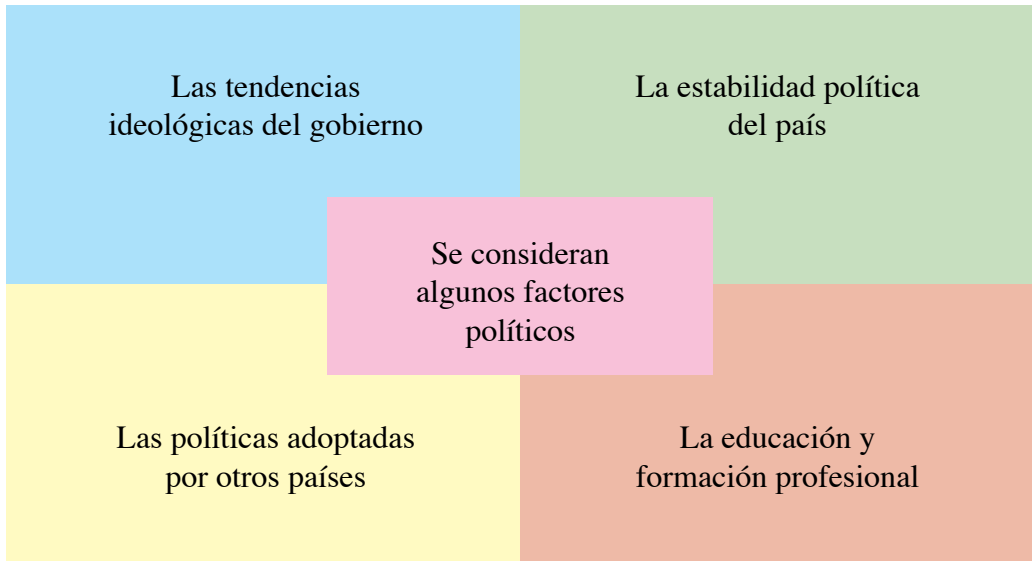 Las tendencias
ideológicas del gobierno
La estabilidad política
del país
Se consideran
algunos factores
políticos
Las políticas adoptadas
por otros países
La educación y
formación profesional